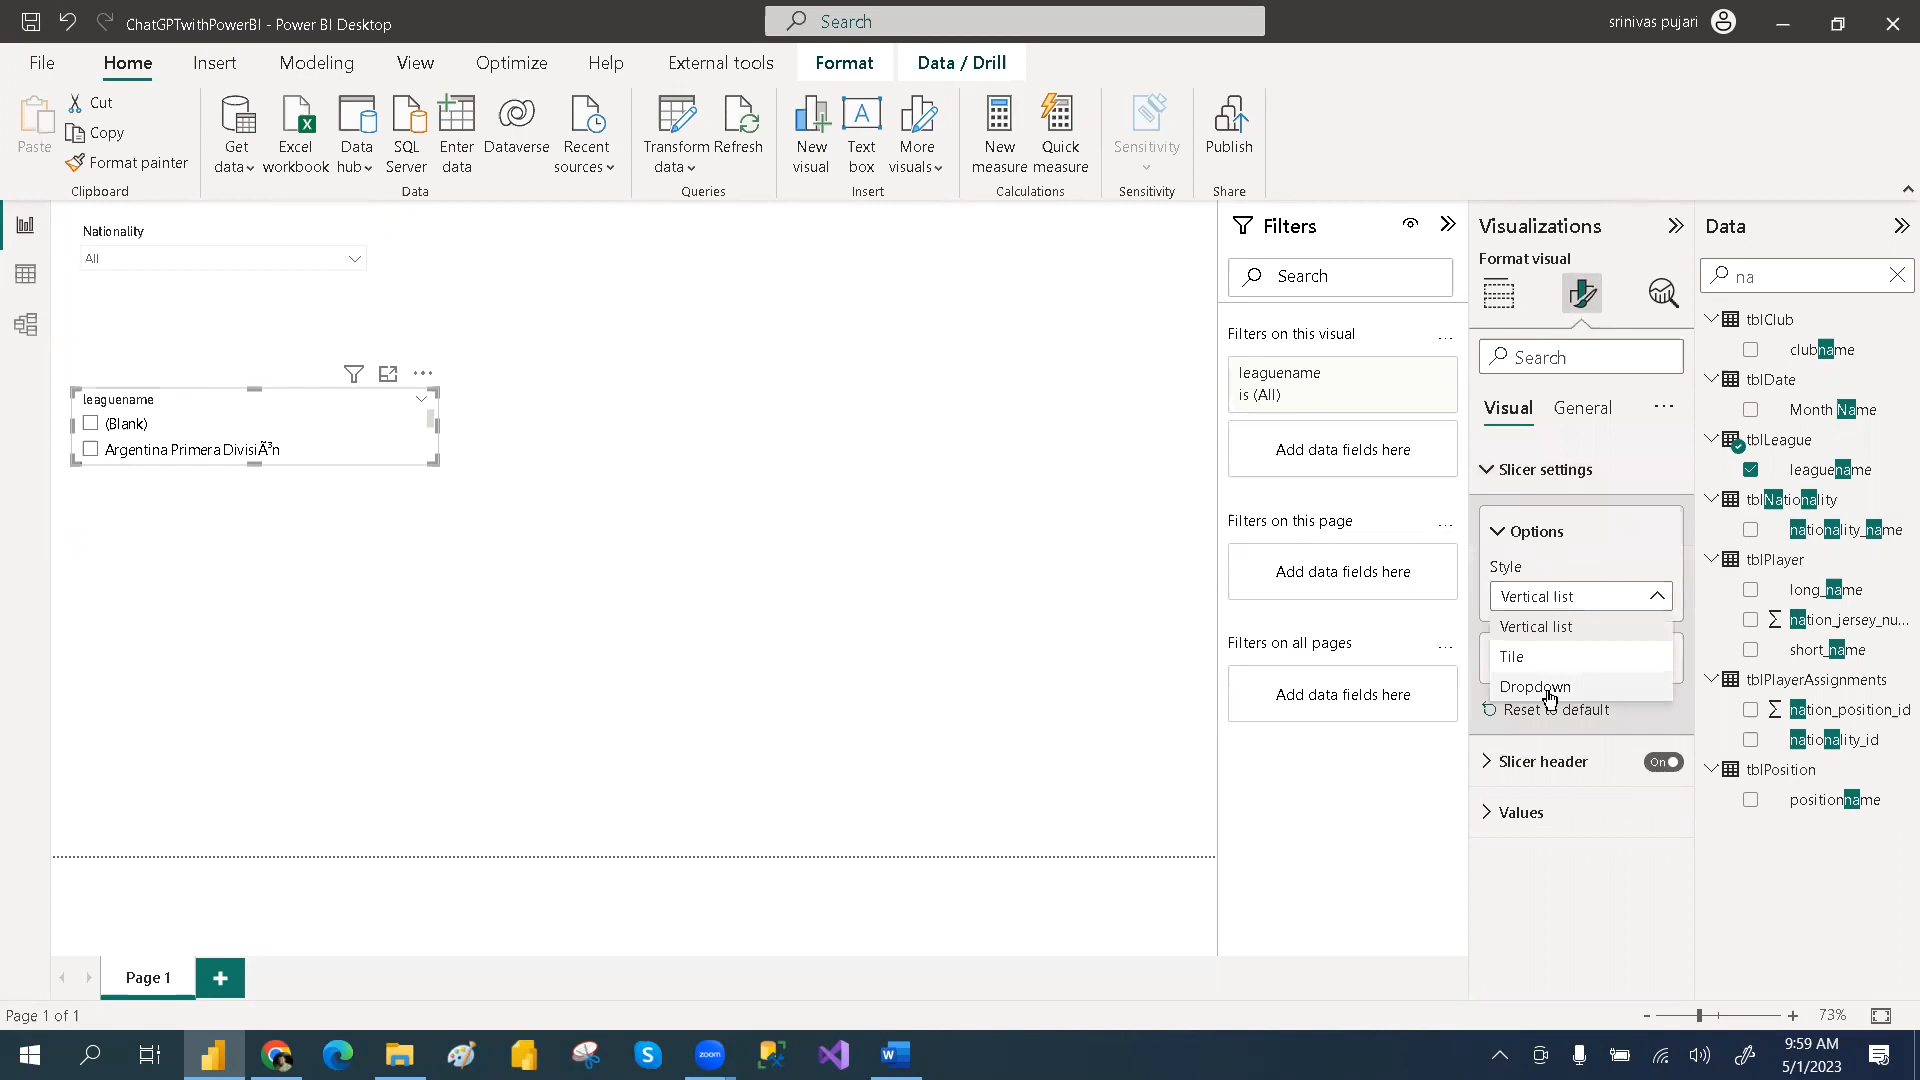 ChatGPTwithPowerBI - Power BI Desktop
Search
srinivas pujari
File
Home
Insert
Modeling
View
Optimize
Help
External tools
Format
Data / Drill
Paste
Cut
Copy
Format painter
Clipboard
Get data
Excel workbook
Data hub
SQL Server
Enter data
Dataverse
Recent sources
Data
Transform data
Refresh
Queries
New visual
Text box
More visuals
Insert
New measure
Quick measure
Calculations
Sensitivity
Sensitivity
Publish
Share
Nationality
All
leaguename
(Blank)
Argentina Primera DivisiÃ³n
Filters
Search
Filters on this visual
...
leaguename
is (All)
Add data fields here
Filters on this page
...
Add data fields here
Filters on all pages
...
Add data fields here
Visualizations
Format visual
Search
Visual
General
...
Slicer settings
Options
Style
Vertical list
Vertical list
Tile
Dropdown
Reset to default
Slicer header
On
Values
Data
na
tblClub
clubname
tblDate
Month Name
tblLeague
leaguename
tblNationality
nationality_name
tblPlayer
long_name
nation_jersey_nu...
short_name
tblPlayerAssignments
nation_position_id
nationality_id
tblPosition
positionname
Page 1
+
Page 1 of 1
- + 73%
zoom
W
9:59 AM
5/1/2023